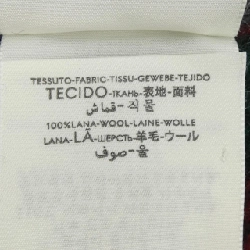 TESSUTO-FABRIC-TISSU-GEWEBE-TEJIDO
TECIDO-ТКАНЬ-表地-面料
قماش-직물
100%LANA-WOOL-LAINE-WOLLE
LANA-LÃ-ШЕРСТЬ-羊毛-ウール
صوف-울